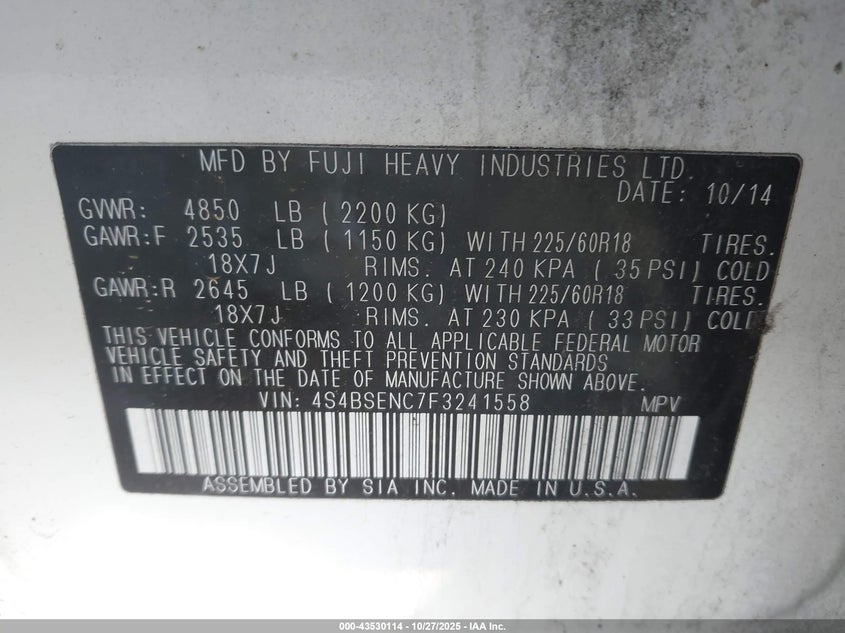 MFD BY FUJI HEAVY INDUSTRIES LTD.
DATE: 10/14
GVWR: 4850 LB ( 2200 KG)
GAWR:F 2535 LB ( 1150 KG) WITH 225/60R18 TIRES.
18X7J RIMS. AT 240 KPA ( 35 PSI) COLD
GAWR:R 2645 LB ( 1200 KG) WITH 225/60R18 TIRES.
18X7J RIMS. AT 230 KPA ( 33 PSI) COLD
THIS VEHICLE CONFORMS TO ALL APPLICABLE FEDERAL MOTOR
VEHICLE SAFETY AND THEFT PREVENTION STANDARDS
IN EFFECT ON THE DATE OF MANUFACTURE SHOWN ABOVE.
VIN: 4S4BSENC7F3241558 MPV
ASSEMBLED BY SIA INC. MADE IN U.S.A.
000-43530114 - 10/27/2025 - IAA Inc.